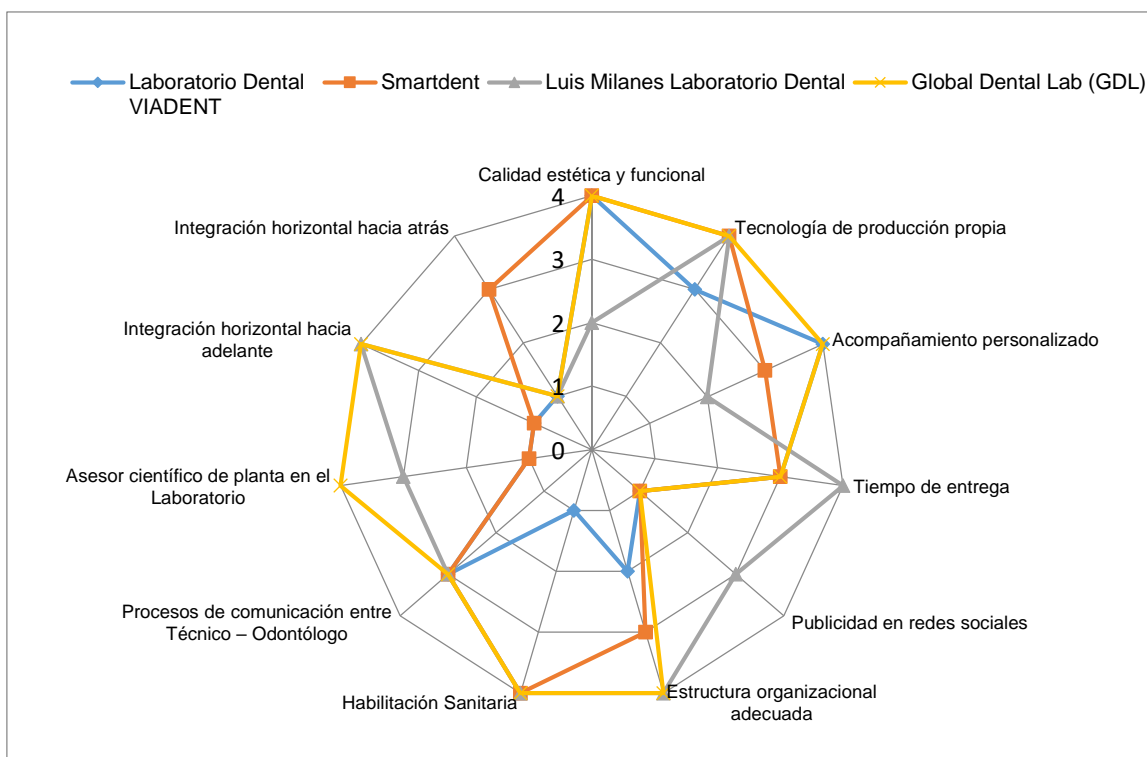 Laboratorio Dental
VIADENT
Smartdent
Luis Milanes Laboratorio Dental
Global Dental Lab (GDL)
Calidad estética y funcional
Tecnología de producción propia
Acompañamiento personalizado
Tiempo de entrega
Publicidad en redes sociales
Estructura organizacional
adecuada
Habilitación Sanitaria
Procesos de comunicación entre
Técnico – Odontólogo
Asesor científico de planta en el
Laboratorio
Integración horizontal hacia
adelante
Integración horizontal hacia atrás
4
3
2
1
0